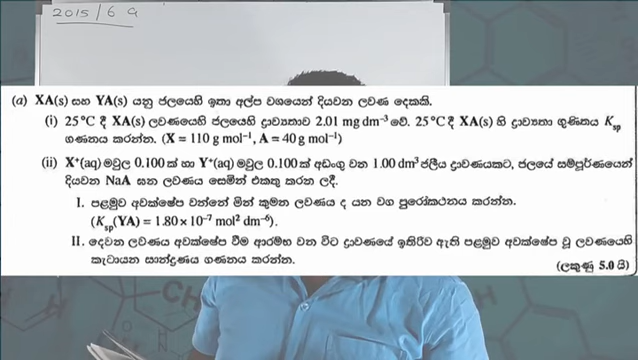 2015 / 6 a
(a) XA(s) සහ YA(s) යනු ජලයෙහි ඉතා අල්ප වශයෙන් දියවන ලවණ දෙකකි.
(i) 25 °C දී XA(s) ලවණයෙහි ජලයෙහි ද්‍රාව්‍යතාව 2.01 mg dm⁻³ වේ. 25 °C දී XA(s) හි ද්‍රාව්‍යතා ගුණිතය Kₛₚ
ගණනය කරන්න. (X = 110 g mol⁻¹, A = 40 g mol⁻¹)
(ii) X⁺(aq) මවුල 0.100 ක් හා Y⁺(aq) මවුල 0.100 ක් අඩංගු වන 1.00 dm³ ජලීය ද්‍රාවණයකට, ජලයේ සම්පූර්ණයෙන්
දියවන NaA ඝන ලවණය සෙමින් එකතු කරන ලදී.
I. පළමුව අවක්ෂේප වන්නේ මින් කුමන ලවණය ද යන වග පුරෝකථනය කරන්න.
(Kₛₚ(YA) = 1.80 × 10⁻⁷ mol² dm⁻⁶).
II. දෙවන ලවණය අවක්ෂේප වීම ආරම්භ වන විට ද්‍රාවණයේ ඉතිරිව ඇති පළමුව අවක්ෂේප වූ ලවණයෙහි
කැටායන සාන්ද්‍රණය ගණනය කරන්න.
(ලකුණු 5.0 යි)